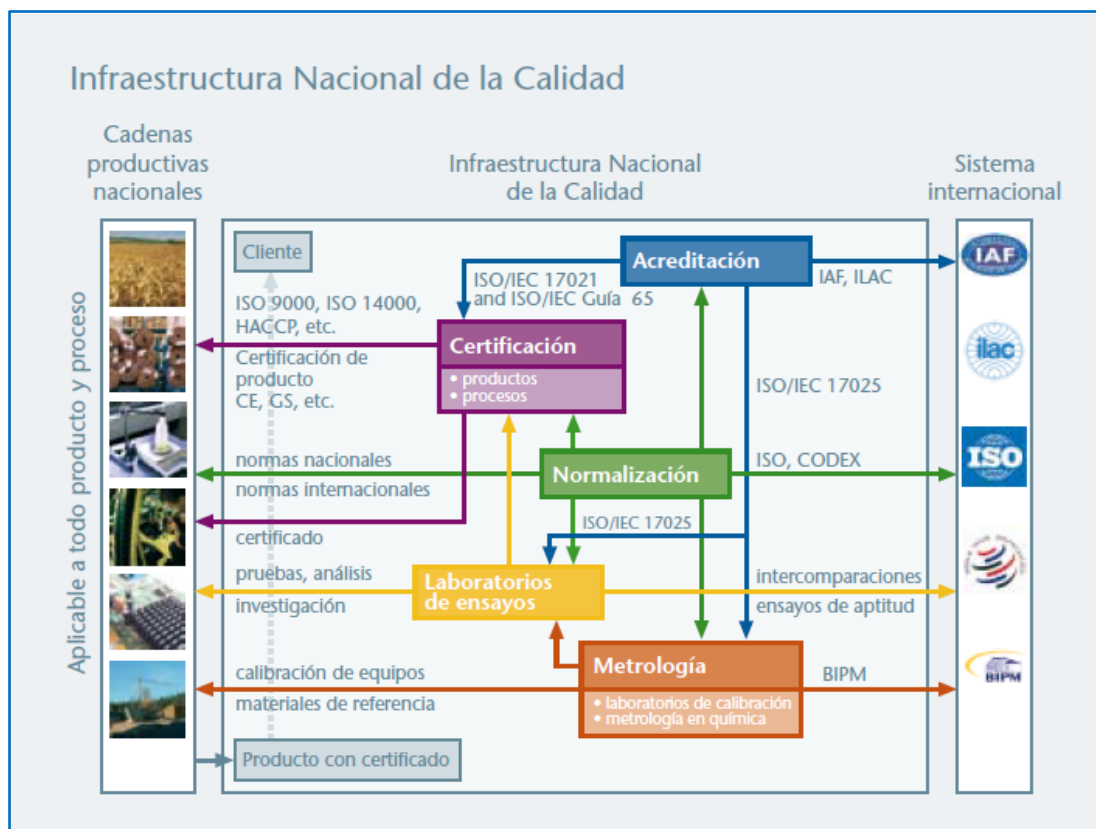 Infraestructura Nacional de la Calidad
Cadenas
productivas
nacionales
Infraestructura Nacional
de la Calidad
Sistema
internacional
Aplicable a todo producto y proceso
Cliente
Acreditación
IAF, ILAC
IAF
ISO/IEC 17021
and ISO/IEC Guía 65
ISO 9000, ISO 14000,
HACCP, etc.
Certificación
• productos
• procesos
Certificación de
producto
CE, GS, etc.
ilac
ISO/IEC 17025
normas nacionales
normas internacionales
Normalización
ISO, CODEX
ISO
ISO/IEC 17025
certificado
pruebas, análisis
investigación
Laboratorios
de ensayos
intercomparaciones
ensayos de aptitud
calibración de equipos
materiales de referencia
Metrología
• laboratorios de calibración
• metrología en química
BIPM
BIPM
Producto con certificado